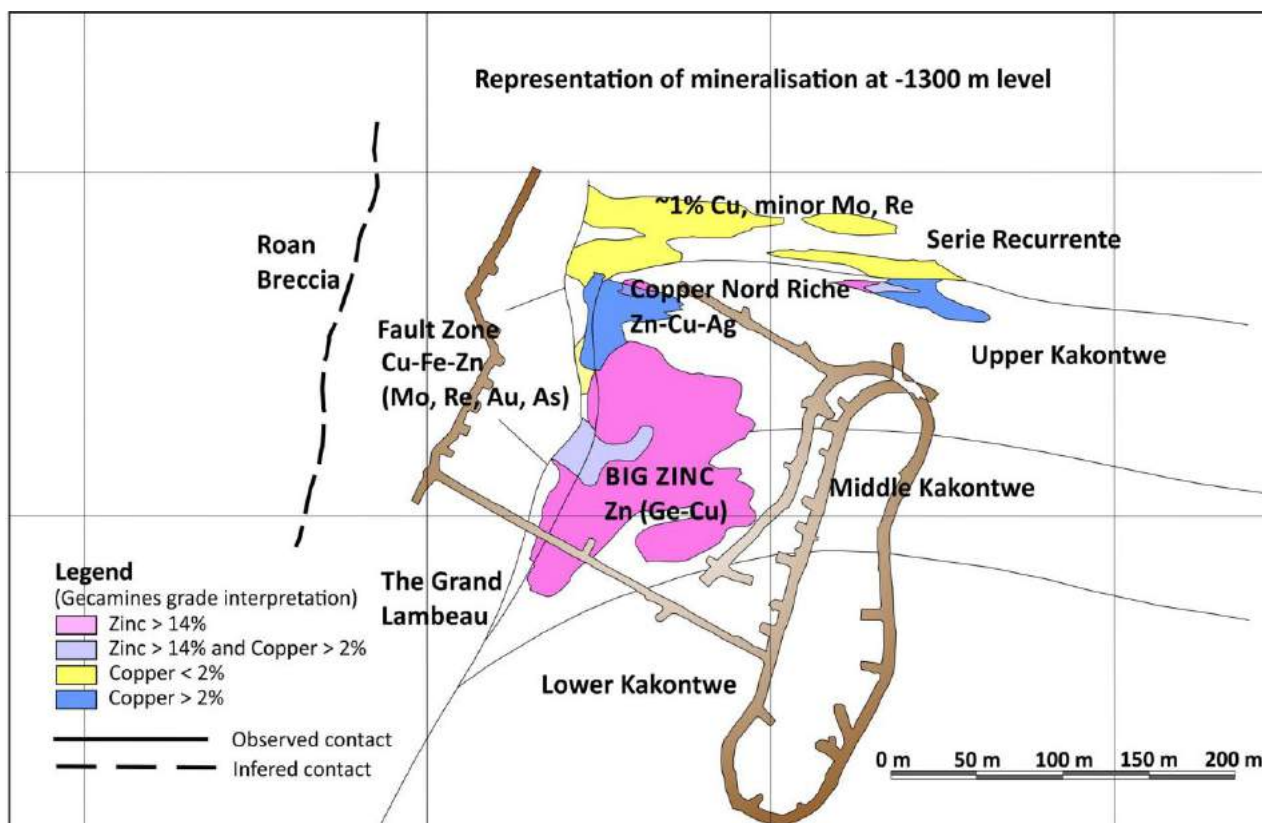 Representation of mineralisation at -1300 m level
~1% Cu, minor Mo, Re
Roan
Breccia
Serie Recurrente
Copper Nord Riche
Zn-Cu-Ag
Fault Zone
Cu-Fe-Zn
(Mo, Re, Au, As)
Upper Kakontwe
BIG ZINC
Zn (Ge-Cu)
Middle Kakontwe
The Grand
Lambeau
Lower Kakontwe
Legend
(Gecamines grade interpretation)
Zinc > 14%
Zinc > 14% and Copper > 2%
Copper < 2%
Copper > 2%
Observed contact
Infered contact
0 m 50 m 100 m 150 m 200 m